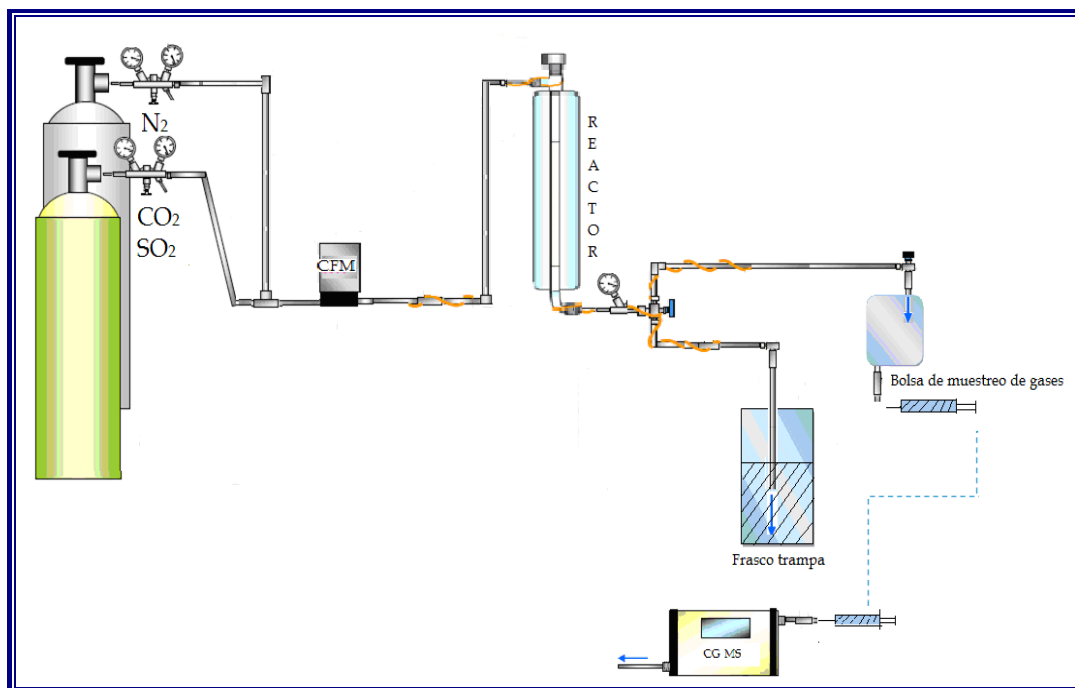 N2
CO2
SO2
CFM
R
E
A
C
T
O
R
Bolsa de muestreo de gases
Frasco trampa
CG MS